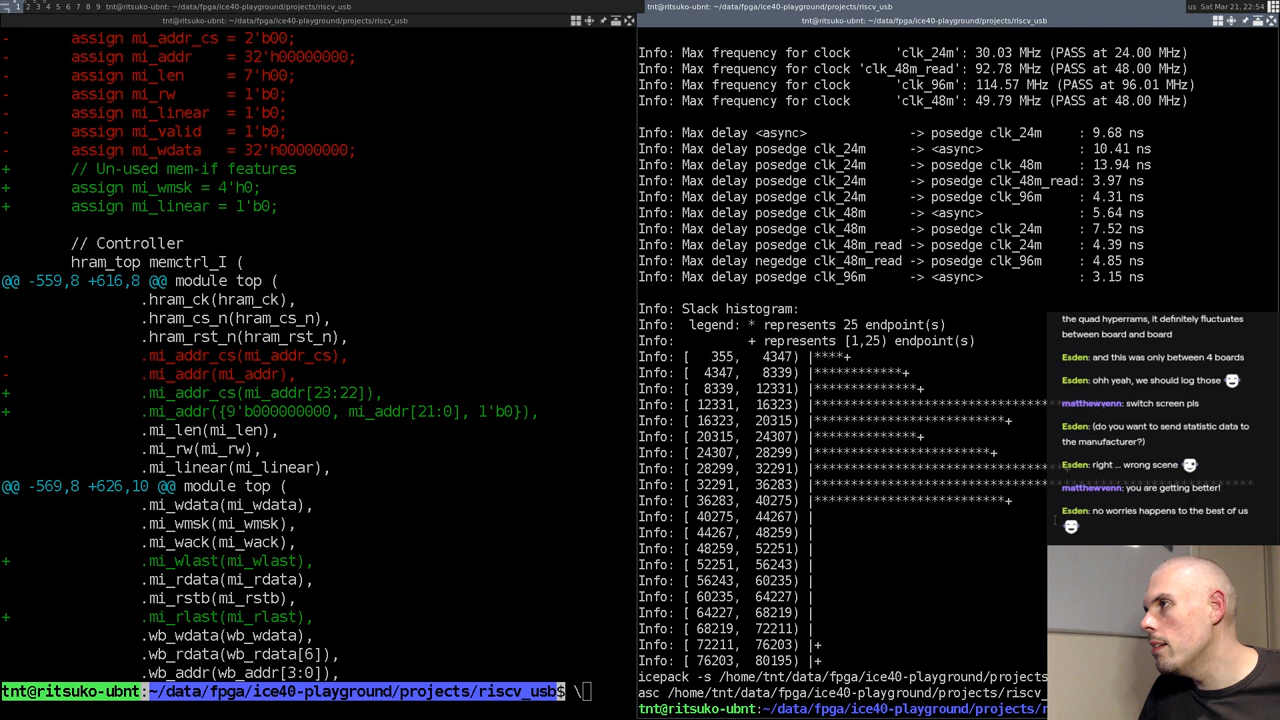 1 2 3 4 5 6 7 8 9 tnt@ritsuko-ubnt: ~/data/fpga/ice40-playground/projects/riscv_usb
tnt@ritsuko-ubnt: ~/data/fpga/ice40-playground/projects/riscv_usb
- assign mi_addr_cs = 2'b00;
- assign mi_addr = 32'h00000000;
- assign mi_len = 7'h00;
- assign mi_rw = 1'b0;
- assign mi_linear = 1'b0;
- assign mi_valid = 1'b0;
- assign mi_wdata = 32'h00000000;
+ // Un-used mem-if features
+ assign mi_wmsk = 4'h0;
+ assign mi_linear = 1'b0;
// Controller
hram_top memctrl_I (
@@ -559,8 +616,8 @@ module top (
.hram_ck(hram_ck),
.hram_cs_n(hram_cs_n),
.hram_rst_n(hram_rst_n),
- .mi_addr_cs(mi_addr_cs),
- .mi_addr(mi_addr),
+ .mi_addr_cs(mi_addr[23:22]),
+ .mi_addr({9'b000000000, mi_addr[21:0], 1'b0}),
.mi_len(mi_len),
.mi_rw(mi_rw),
.mi_linear(mi_linear),
@@ -569,8 +626,10 @@ module top (
.mi_wdata(mi_wdata),
.mi_wmsk(mi_wmsk),
.mi_wack(mi_wack),
+ .mi_wlast(mi_wlast),
.mi_rdata(mi_rdata),
.mi_rstb(mi_rstb),
+ .mi_rlast(mi_rlast),
.wb_wdata(wb_wdata),
.wb_rdata(wb_rdata[6]),
.wb_addr(wb_addr[3:0]),
tnt@ritsuko-ubnt:~/data/fpga/ice40-playground/projects/riscv_usb$ \
tnt@ritsuko-ubnt: ~/data/fpga/ice40-playground/projects/riscv_usb us Sat Mar 21, 22:54
tnt@ritsuko-ubnt: ~/data/fpga/ice40-playground/projects/riscv_usb
Info: Max frequency for clock 'clk_24m': 30.03 MHz (PASS at 24.00 MHz)
Info: Max frequency for clock 'clk_48m_read': 92.78 MHz (PASS at 48.00 MHz)
Info: Max frequency for clock 'clk_96m': 114.57 MHz (PASS at 96.01 MHz)
Info: Max frequency for clock 'clk_48m': 49.79 MHz (PASS at 48.00 MHz)
Info: Max delay <async> -> posedge clk_24m : 9.68 ns
Info: Max delay posedge clk_24m -> <async> : 10.41 ns
Info: Max delay posedge clk_24m -> posedge clk_48m : 13.94 ns
Info: Max delay posedge clk_24m -> posedge clk_48m_read: 3.97 ns
Info: Max delay posedge clk_24m -> posedge clk_96m : 4.31 ns
Info: Max delay posedge clk_48m -> <async> : 5.64 ns
Info: Max delay posedge clk_48m -> posedge clk_24m : 7.52 ns
Info: Max delay posedge clk_48m_read -> posedge clk_24m : 4.39 ns
Info: Max delay negedge clk_48m_read -> posedge clk_96m : 4.85 ns
Info: Max delay posedge clk_96m -> <async> : 3.15 ns
Info: Slack histogram:
Info: legend: * represents 25 endpoint(s)
Info: + represents [1,25) endpoint(s)
Info: [ 355, 4347) |****+
Info: [ 4347, 8339) |***********+
Info: [ 8339, 12331) |*************+
Info: [ 12331, 16323) |*********************************
Info: [ 16323, 20315) |************************+
Info: [ 20315, 24307) |*************+
Info: [ 24307, 28299) |**********************+
Info: [ 28299, 32291) |*********************************
Info: [ 32291, 36283) |************************************************************
Info: [ 36283, 40275) |************************+
Info: [ 40275, 44267) |
Info: [ 44267, 48259) |
Info: [ 48259, 52251) |
Info: [ 52251, 56243) |
Info: [ 56243, 60235) |
Info: [ 60235, 64227) |
Info: [ 64227, 68219) |
Info: [ 68219, 72211) |
Info: [ 72211, 76203) |+
Info: [ 76203, 80195) |+
icepack -s /home/tnt/data/fpga/ice40-playground/projects
asc /home/tnt/data/fpga/ice40-playground/projects/riscv_
tnt@ritsuko-ubnt:~/data/fpga/ice40-playground/projects/r
the quad hyperrams, it definitely fluctuates
between board and board
Esden: and this was only between 4 boards
Esden: ohh yeah, we should log those
matthewvenn: switch screen pls
Esden: (do you want to send statistic data to
the manufacturer?)
Esden: right ... wrong scene
matthewvenn: you are getting better!
Esden: no worries happens to the best of us